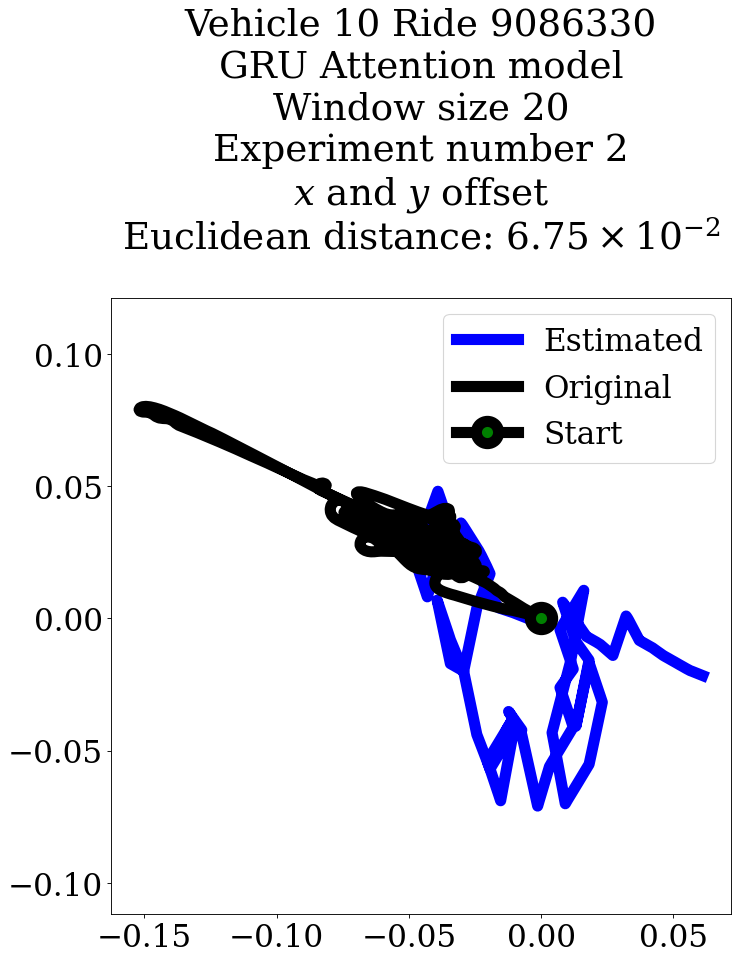 Vehicle 10 Ride 9086330
GRU Attention model
Window size 20
Experiment number 2
x and y offset
Euclidean distance: 6.75 × 10⁻²
Estimated
Original
Start
0.10
0.05
0.00
−0.05
−0.10
−0.15 −0.10 −0.05 0.00 0.05